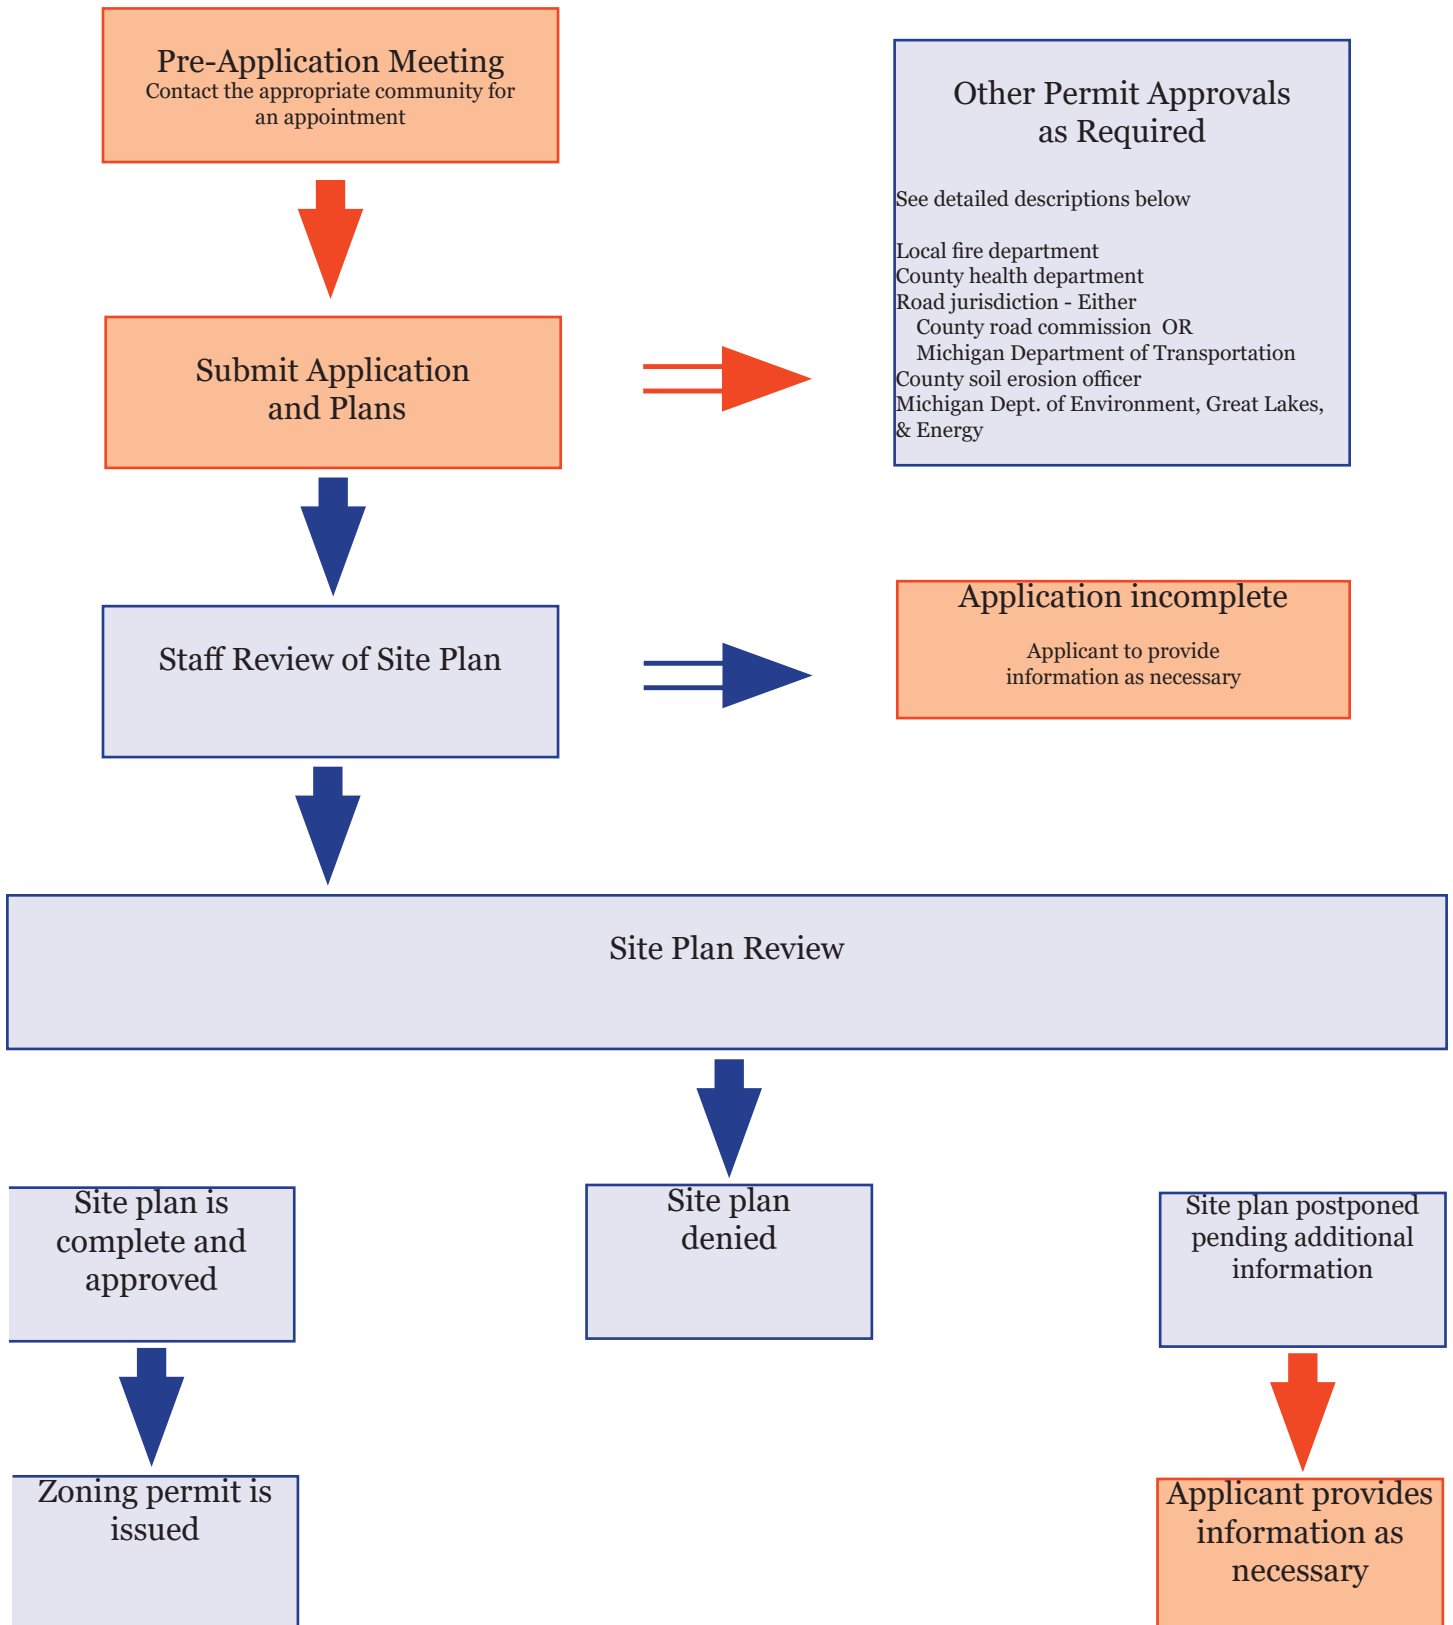 Pre-Application Meeting
Contact the appropriate community for
an appointment
Other Permit Approvals
as Required
See detailed descriptions below
Local fire department
County health department
Road jurisdiction - Either
County road commission OR
Michigan Department of Transportation
County soil erosion officer
Michigan Dept. of Environment, Great Lakes,
& Energy
Submit Application
and Plans
Staff Review of Site Plan
Application incomplete
Applicant to provide
information as necessary
Site Plan Review
Site plan is
complete and
approved
Site plan
denied
Site plan postponed
pending additional
information
Zoning permit is
issued
Applicant provides
information as
necessary